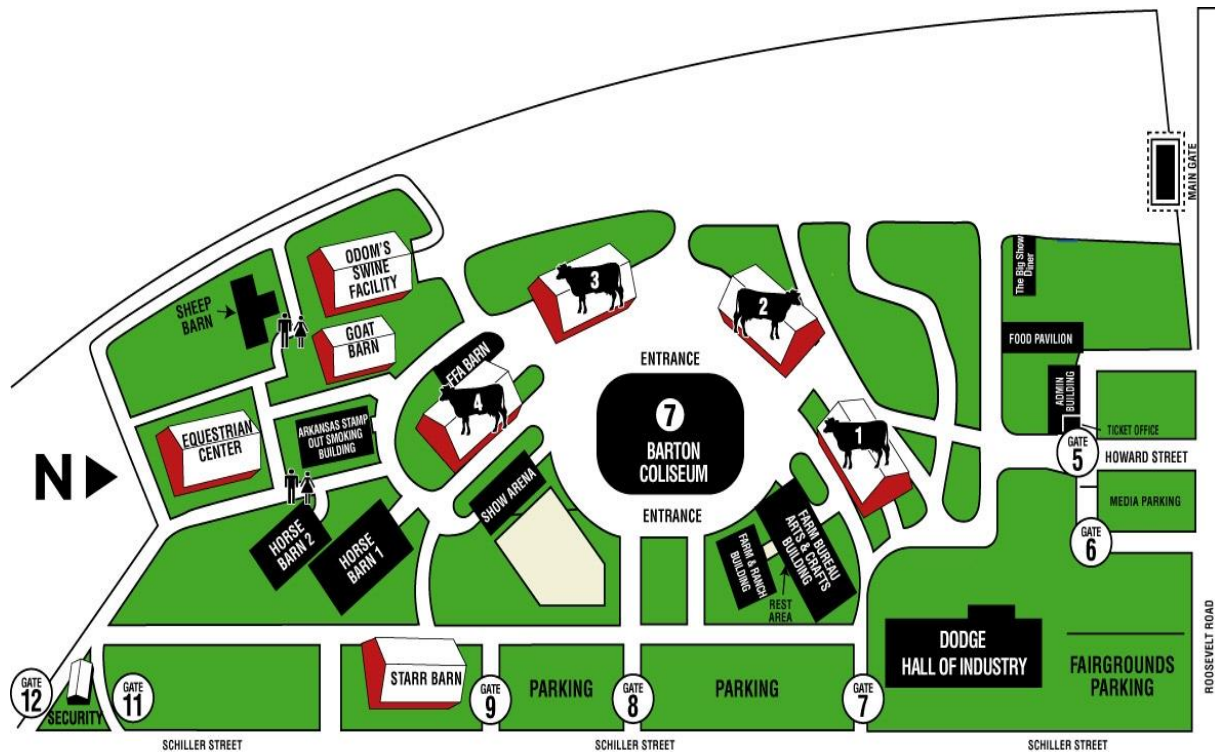 MAIN GATE
ROOSEVELT ROAD
ODOM'S
SWINE
FACILITY
SHEEP
BARN
GOAT
BARN
3
2
The Big Show
Diner
FOOD PAVILION
ADMIN
BUILDING
TICKET OFFICE
FFA BARN
4
ENTRANCE
7
BARTON
COLISEUM
ENTRANCE
1
EQUESTRIAN
CENTER
ARKANSAS STAMP
OUT SMOKING
BUILDING
GATE
5
HOWARD STREET
N
SHOW ARENA
MEDIA PARKING
GATE
6
HORSE
BARN 2
HORSE
BARN 1
FARM & RANCH
BUILDING
FARM BUREAU
ARTS & CRAFTS
BUILDING
REST
AREA
DODGE
HALL OF INDUSTRY
FAIRGROUNDS
PARKING
GATE
12
SECURITY
GATE
11
STARR BARN
GATE
9
PARKING
GATE
8
PARKING
GATE
7
SCHILLER STREET
SCHILLER STREET
SCHILLER STREET